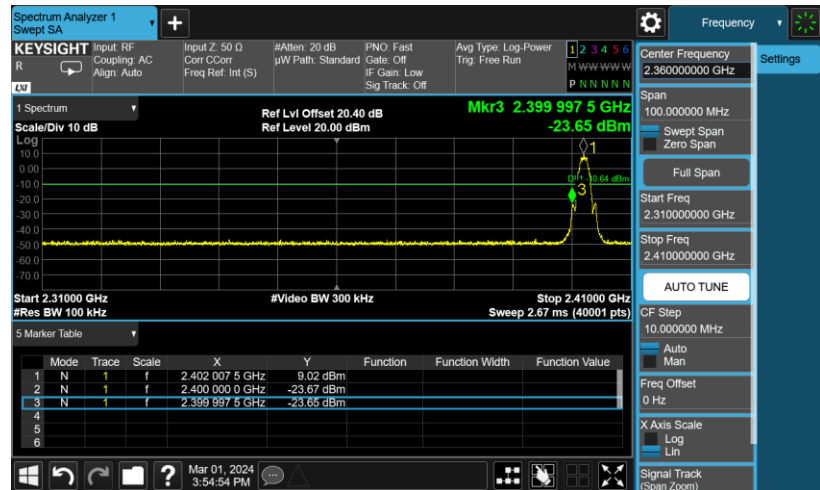 Spectrum Analyzer 1
Swept SA
Frequency
KEYSIGHT
R
LXI
Input: RF
Coupling: AC
Align: Auto
Input Z: 50 Ω
Corr CCorr
Freq Ref: Int (S)
#Atten: 20 dB
µW Path: Standard
PNO: Fast
Gate: Off
IF Gain: Low
Sig Track: Off
Avg Type: Log-Power
Trig: Free Run
1 2 3 4 5 6
M W W W W W
P N N N N N
1 Spectrum
Scale/Div 10 dB
Ref Lvl Offset 20.40 dB
Ref Level 20.00 dBm
Mkr3 2.399 997 5 GHz
-23.65 dBm
Log
10.0
0.00
-10.0
-20.0
-30.0
-40.0
-50.0
-60.0
-70.0
1
DL1 -10.64 dBm
3
Start 2.31000 GHz
#Video BW 300 kHz
Stop 2.41000 GHz
#Res BW 100 kHz
Sweep 2.67 ms (40001 pts)
5 Marker Table
Mode Trace Scale X Y Function Function Width Function Value
1 N 1 f 2.402 007 5 GHz 9.02 dBm
2 N 1 f 2.400 000 0 GHz -23.67 dBm
3 N 1 f 2.399 997 5 GHz -23.65 dBm
4
5
6
Mar 01, 2024
3:54:54 PM
Center Frequency
2.360000000 GHz
Settings
Span
100.000000 MHz
Swept Span
Zero Span
Full Span
Start Freq
2.310000000 GHz
Stop Freq
2.410000000 GHz
AUTO TUNE
CF Step
10.000000 MHz
Auto
Man
Freq Offset
0 Hz
X Axis Scale
Log
Lin
Signal Track
(Span Zoom)